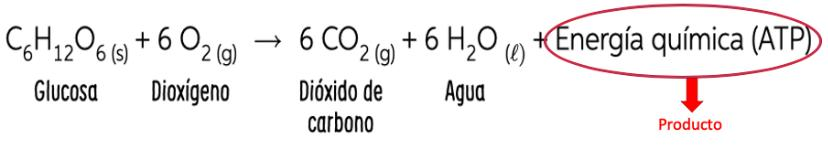 C₆H₁₂O₆ (s) + 6 O₂ (g) → 6 CO₂ (g) + 6 H₂O (ℓ) + Energía química (ATP)
Glucosa Dioxígeno Dióxido de carbono Agua
Producto